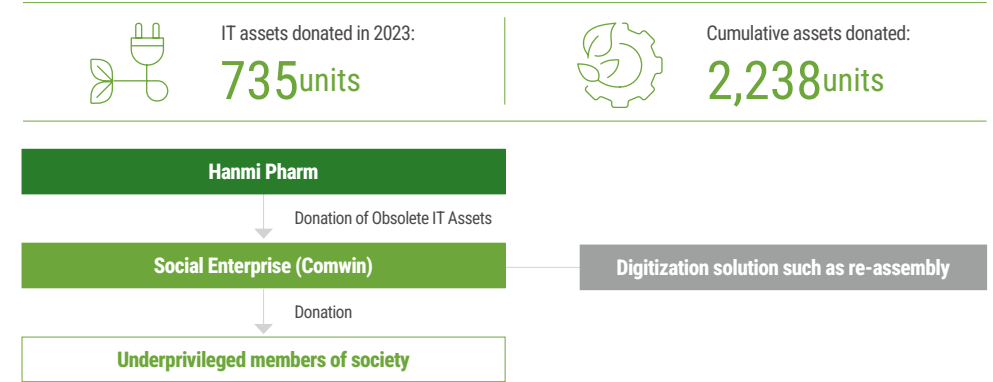 IT assets donated in 2023:
735units
Cumulative assets donated:
2,238units
Hanmi Pharm
Donation of Obsolete IT Assets
Social Enterprise (Comwin)
Digitization solution such as re-assembly
Donation
Underprivileged members of society